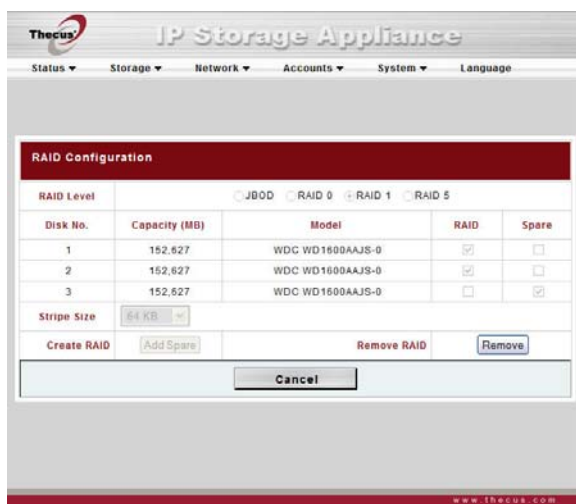 Thecus
IP Storage Appliance
Status Storage Network Accounts System Language
RAID Configuration
RAID Level JBOD RAID 0 RAID 1 RAID 5
Disk No. Capacity (MB) Model RAID Spare
1 152,627 WDC WD1600AAJS-0
2 152,627 WDC WD1600AAJS-0
3 152,627 WDC WD1600AAJS-0
Stripe Size 64 KB
Create RAID Add Spare Remove RAID Remove
Cancel
www.thecus.com